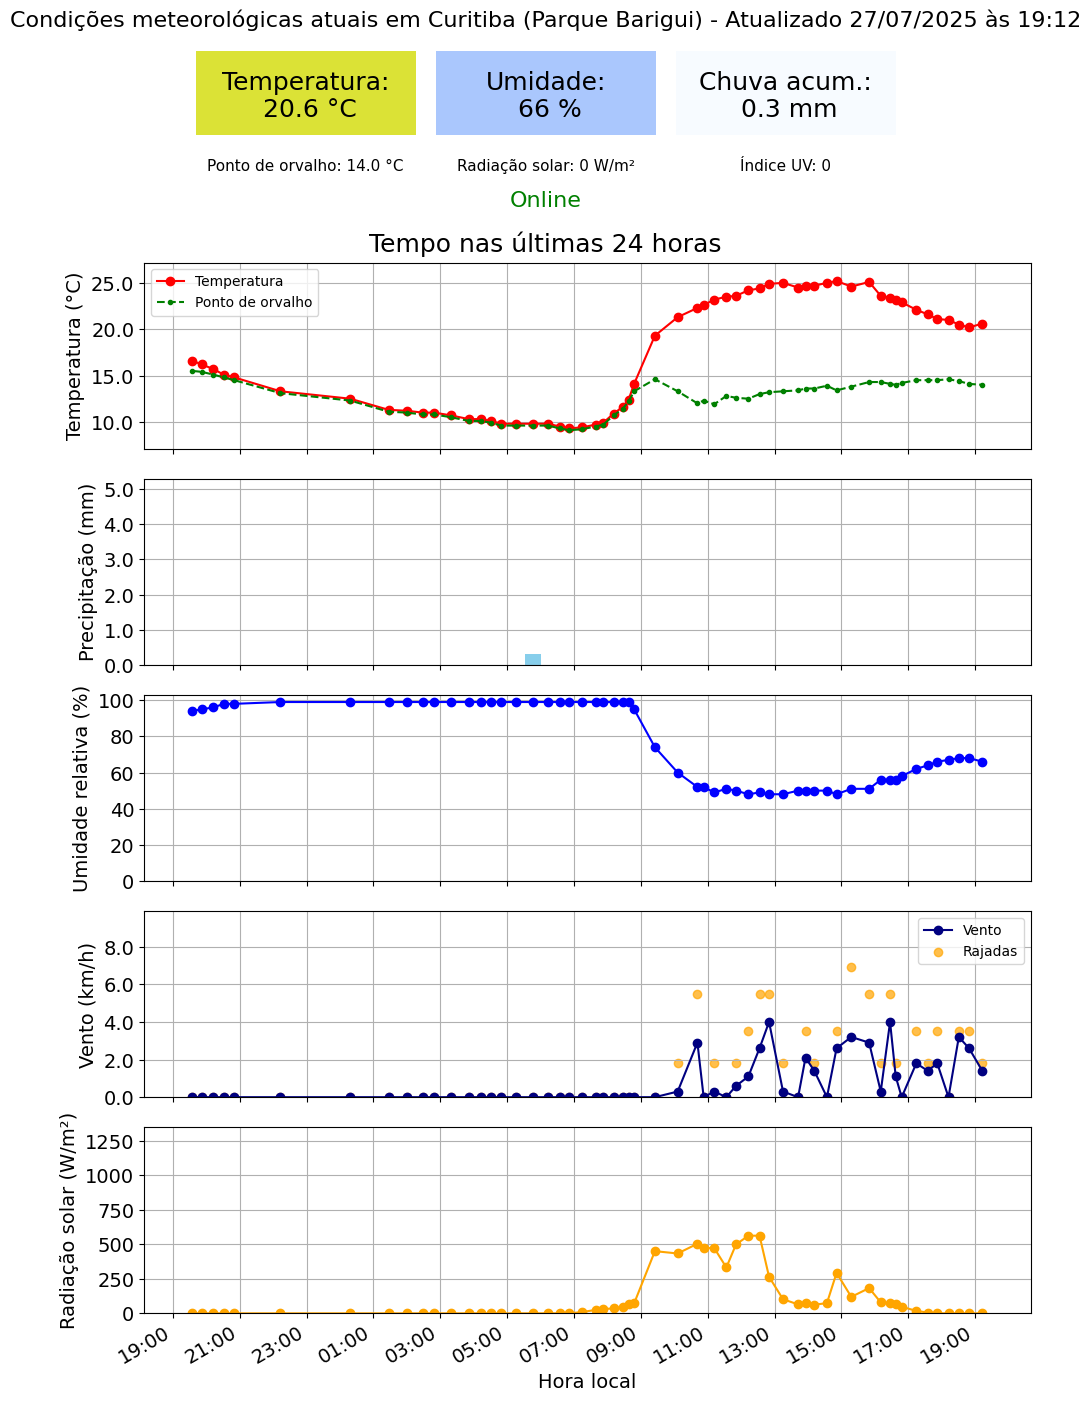 Condições meteorológicas atuais em Curitiba (Parque Barigui) - Atualizado 27/07/2025 às 19:12
Temperatura:
20.6 °C
Umidade:
66 %
Chuva acum.:
0.3 mm
Ponto de orvalho: 14.0 °C
Radiação solar: 0 W/m²
Índice UV: 0
Online
Tempo nas últimas 24 horas
Temperatura (°C)
25.0
20.0
15.0
10.0
Temperatura
Ponto de orvalho
Precipitação (mm)
5.0
4.0
3.0
2.0
1.0
0.0
Umidade relativa (%)
100
80
60
40
20
0
Vento (km/h)
8.0
6.0
4.0
2.0
0.0
Vento
Rajadas
Radiação solar (W/m²)
1250
1000
750
500
250
0
19:00
21:00
23:00
01:00
03:00
05:00
07:00
09:00
11:00
13:00
15:00
17:00
19:00
Hora local